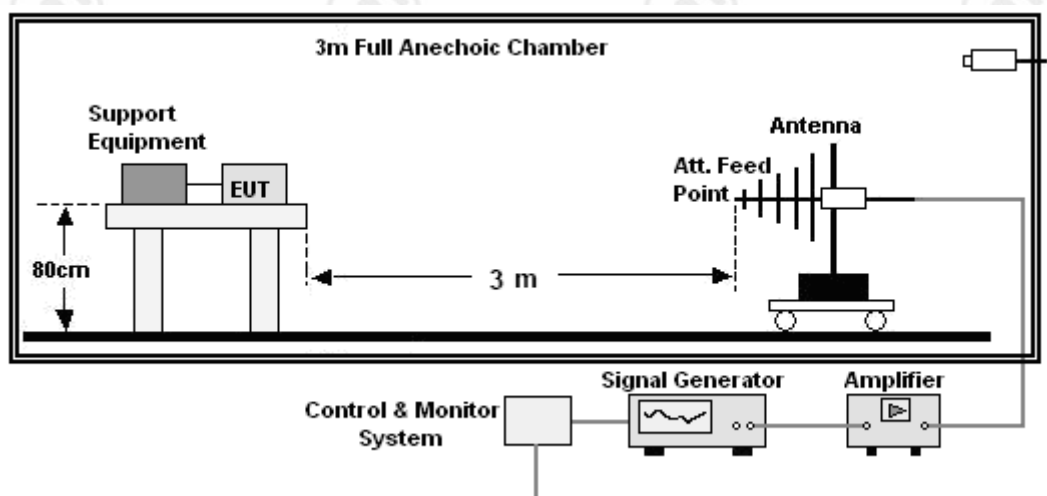 3m Full Anechoic Chamber
Support
Equipment
EUT
80cm
3 m
Antenna
Att. Feed
Point
Signal Generator
Amplifier
Control & Monitor
System